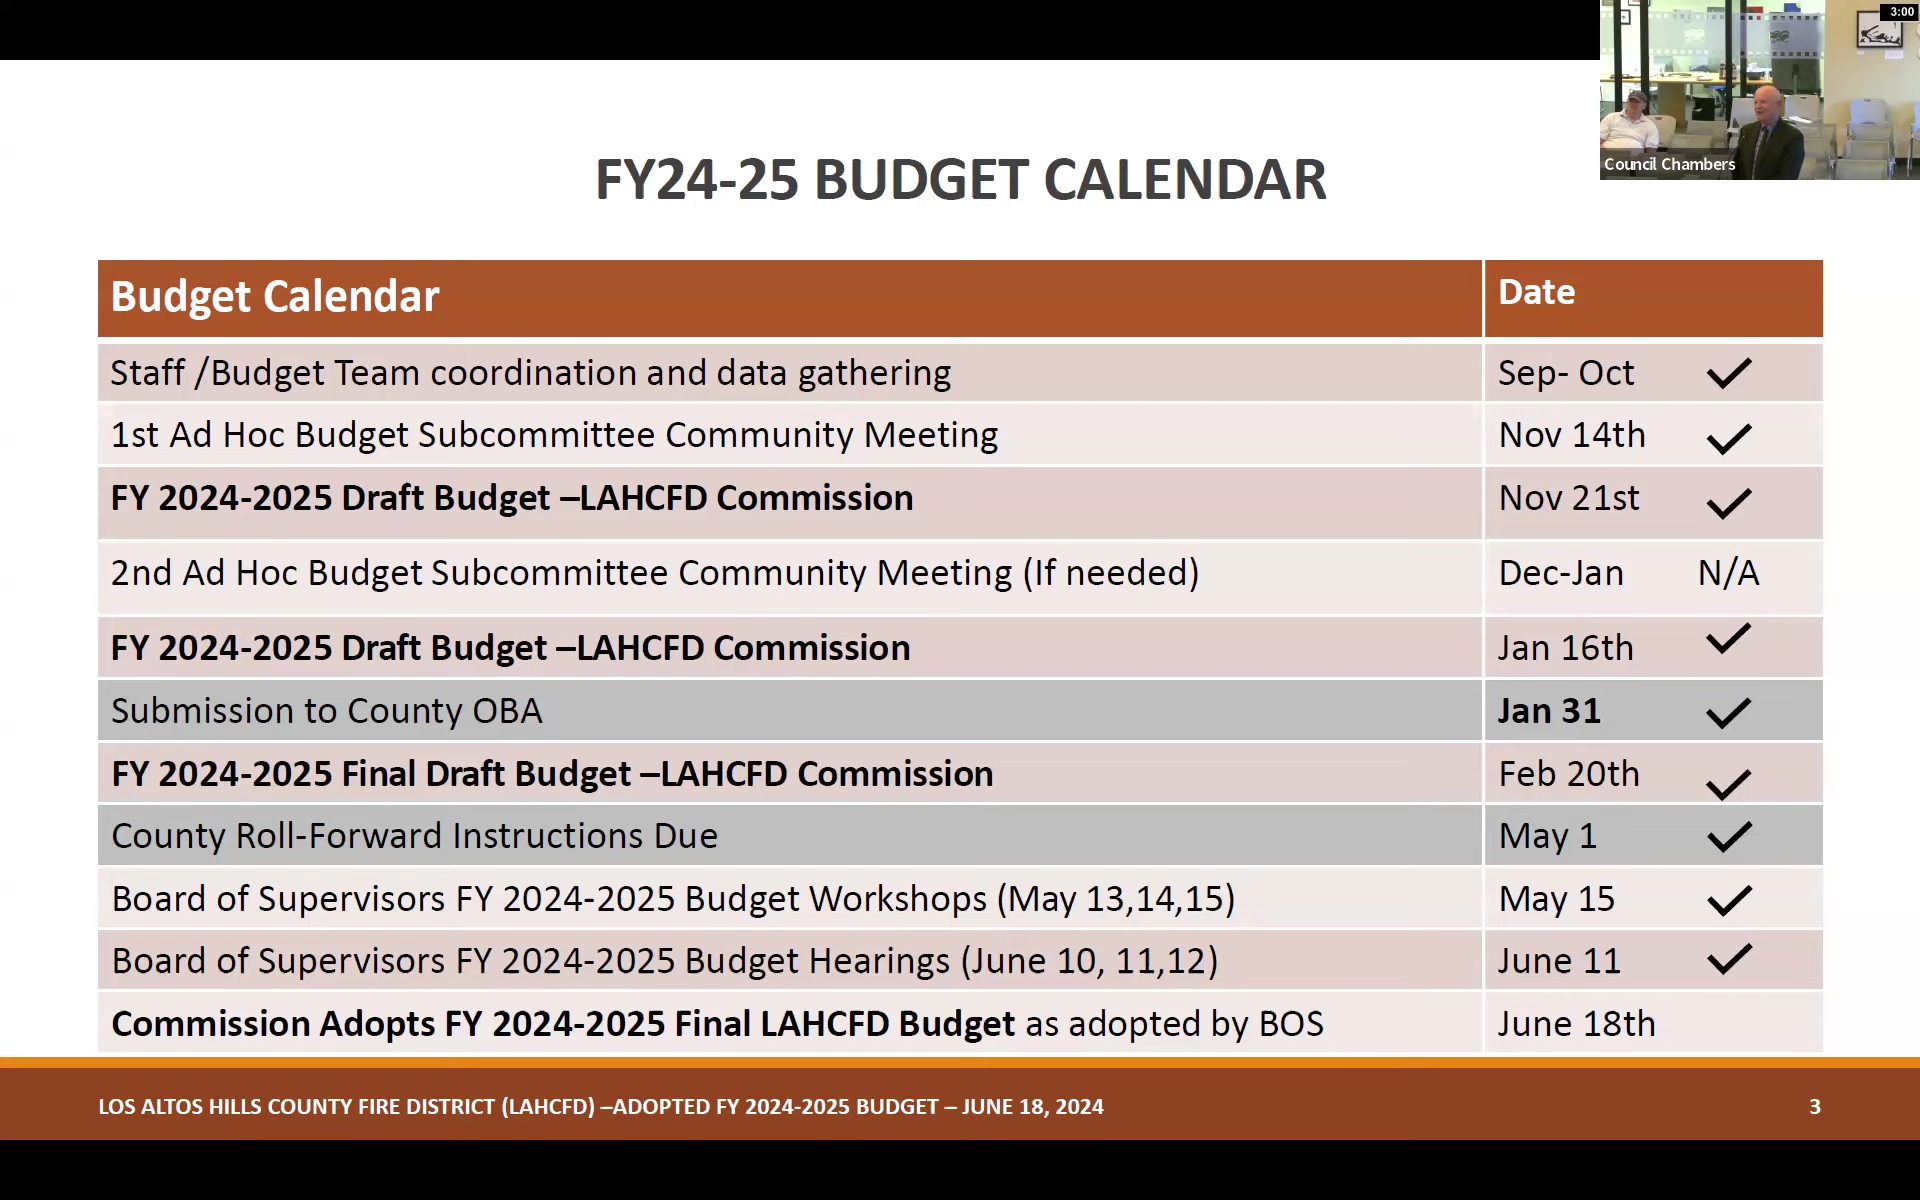 3:00
Council Chambers
FY24-25 BUDGET CALENDAR
Budget Calendar Date
Staff /Budget Team coordination and data gathering Sep- Oct ✓
1st Ad Hoc Budget Subcommittee Community Meeting Nov 14th ✓
FY 2024-2025 Draft Budget –LAHCFD Commission Nov 21st ✓
2nd Ad Hoc Budget Subcommittee Community Meeting (If needed) Dec-Jan N/A
FY 2024-2025 Draft Budget –LAHCFD Commission Jan 16th ✓
Submission to County OBA Jan 31 ✓
FY 2024-2025 Final Draft Budget –LAHCFD Commission Feb 20th ✓
County Roll-Forward Instructions Due May 1 ✓
Board of Supervisors FY 2024-2025 Budget Workshops (May 13,14,15) May 15 ✓
Board of Supervisors FY 2024-2025 Budget Hearings (June 10, 11,12) June 11 ✓
Commission Adopts FY 2024-2025 Final LAHCFD Budget as adopted by BOS June 18th
LOS ALTOS HILLS COUNTY FIRE DISTRICT (LAHCFD) –ADOPTED FY 2024-2025 BUDGET – JUNE 18, 2024 3